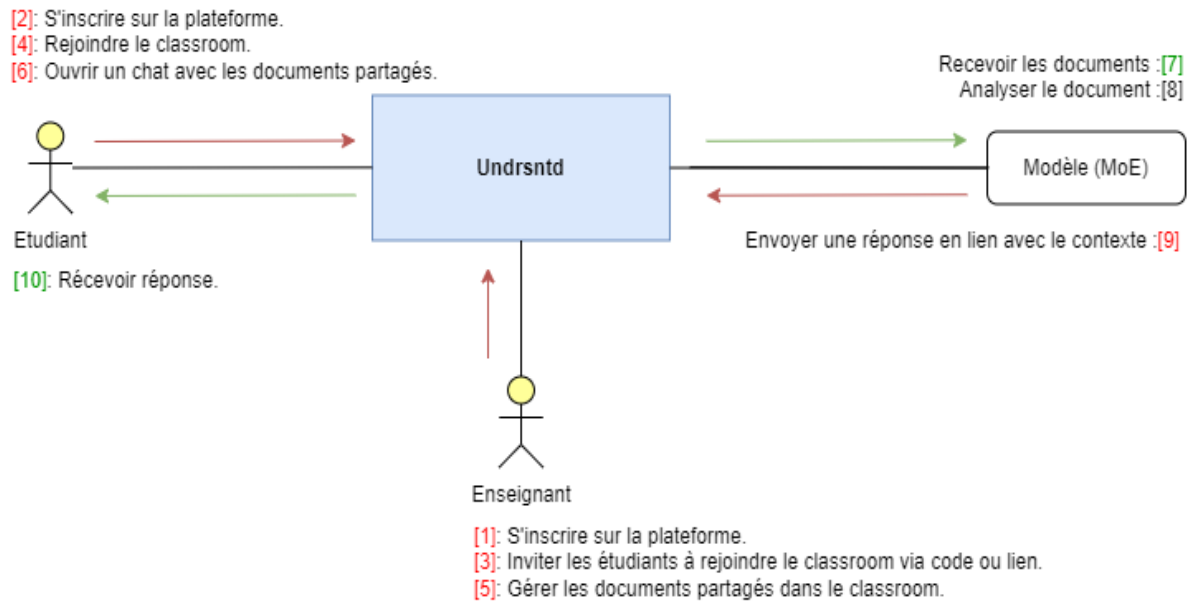 [2]: S'inscrire sur la plateforme.
[4]: Rejoindre le classroom.
[6]: Ouvrir un chat avec les documents partagés.
Recevoir les documents :[7]
Analyser le document :[8]
Undrsntd
Modèle (MoE)
Etudiant
Envoyer une réponse en lien avec le contexte :[9]
[10]: Récevoir réponse.
Enseignant
[1]: S'inscrire sur la plateforme.
[3]: Inviter les étudiants à rejoindre le classroom via code ou lien.
[5]: Gérer les documents partagés dans le classroom.